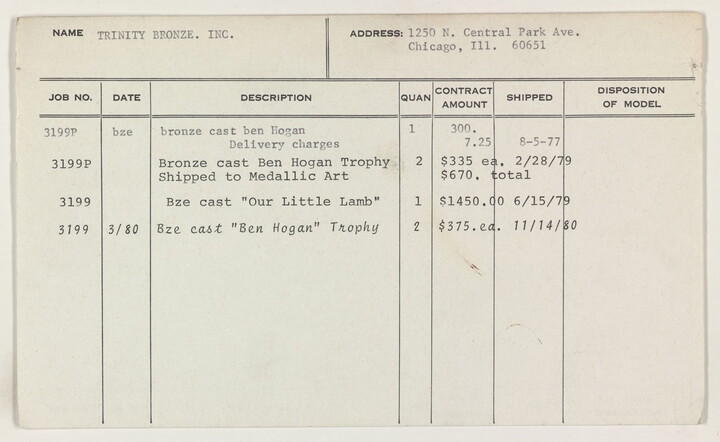 NAME TRINITY BRONZE. INC. ADDRESS: 1250 N. Central Park Ave.
Chicago, Ill. 60651
JOB NO. DATE DESCRIPTION QUAN CONTRACT AMOUNT SHIPPED DISPOSITION OF MODEL
3199P bze bronze cast ben Hogan 1 300.
Delivery charges 7.25 8-5-77
3199P Bronze cast Ben Hogan Trophy 2 $335 ea. 2/28/79
Shipped to Medallic Art $670. total
3199 Bze cast "Our Little Lamb" 1 $1450.00 6/15/79
3199 3/80 Bze cast "Ben Hogan" Trophy 2 $375.ea. 11/14/80